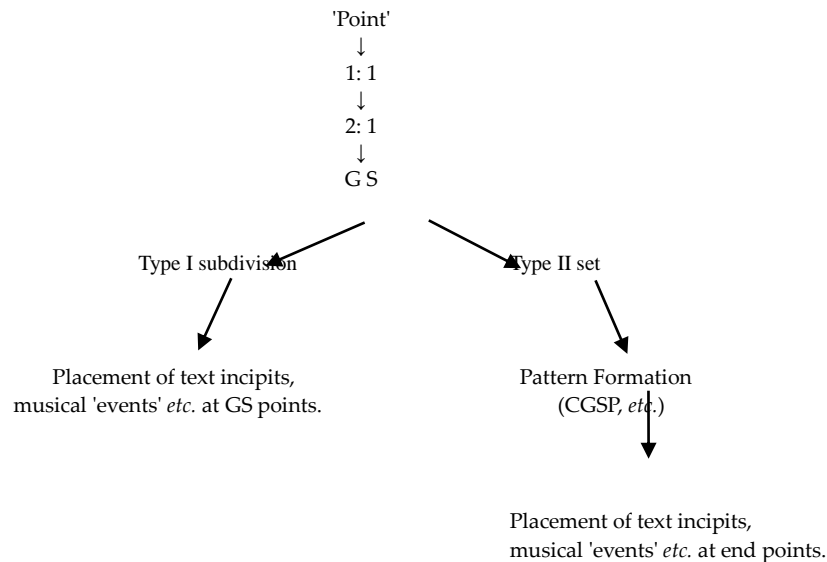 'Point'
↓
1: 1
↓
2: 1
↓
G S
Type I subdivision
Type II set
Placement of text incipits,
musical 'events' etc. at GS points.
Pattern Formation
(CGSP, etc.)
Placement of text incipits,
musical 'events' etc. at end points.